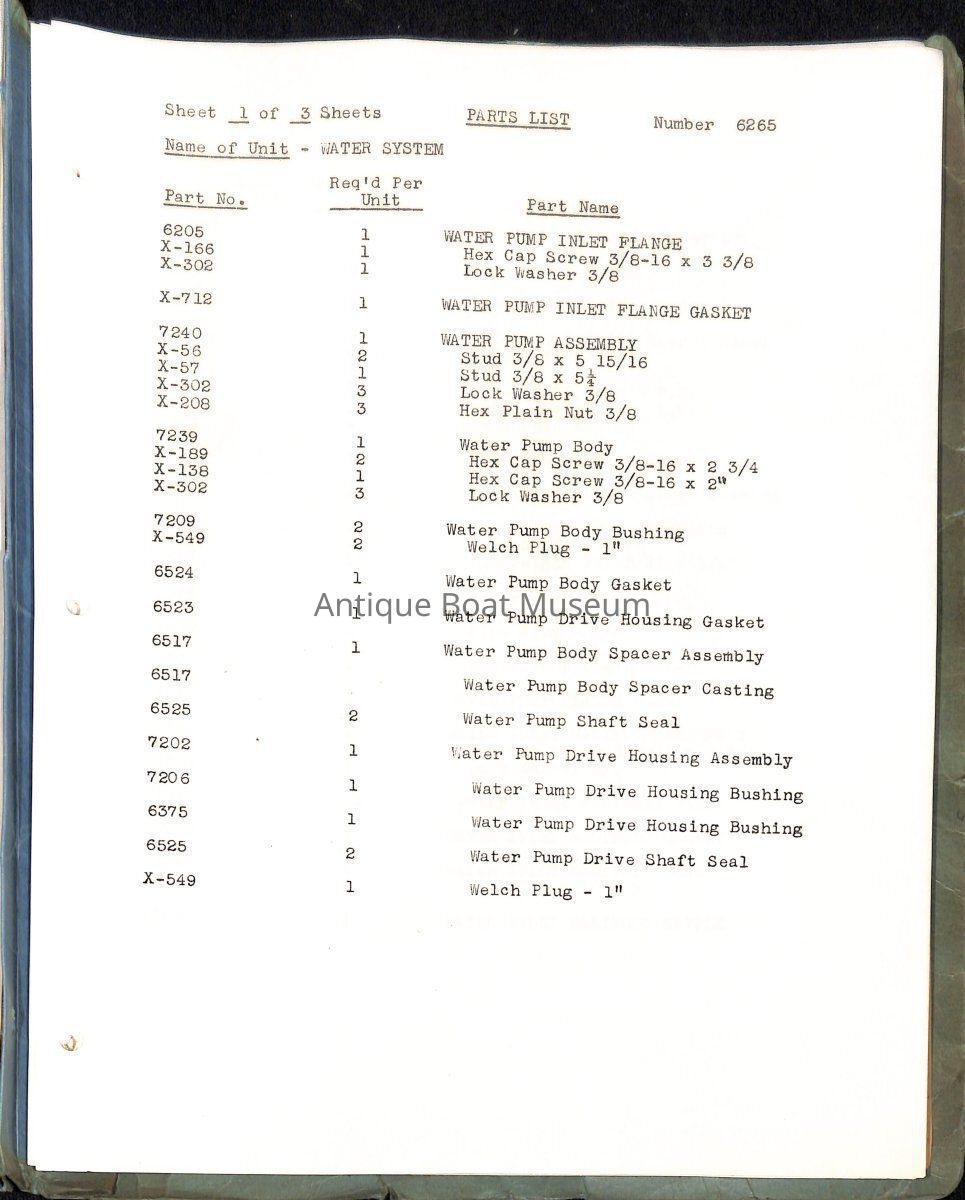 Sheet 1 of 3 Sheets PARTS LIST Number 6265
Name of Unit - WATER SYSTEM
Part No. Req'd Per Unit Part Name
6205 1 WATER PUMP INLET FLANGE
X-166 1 Hex Cap Screw 3/8-16 x 3 3/8
X-302 1 Lock Washer 3/8
X-712 1 WATER PUMP INLET FLANGE GASKET
7240 1 WATER PUMP ASSEMBLY
X-56 2 Stud 3/8 x 5 15/16
X-57 1 Stud 3/8 x 5¼
X-302 3 Lock Washer 3/8
X-208 3 Hex Plain Nut 3/8
7239 1 Water Pump Body
X-189 2 Hex Cap Screw 3/8-16 x 2 3/4
X-138 1 Hex Cap Screw 3/8-16 x 2"
X-302 3 Lock Washer 3/8
7209 2 Water Pump Body Bushing
X-549 2 Welch Plug - 1"
6524 1 Water Pump Body Gasket
Antique Boat Museum
6523 1 Water Pump Drive Housing Gasket
6517 1 Water Pump Body Spacer Assembly
6517 Water Pump Body Spacer Casting
6525 2 Water Pump Shaft Seal
7202 1 Water Pump Drive Housing Assembly
7206 1 Water Pump Drive Housing Bushing
6375 1 Water Pump Drive Housing Bushing
6525 2 Water Pump Drive Shaft Seal
X-549 1 Welch Plug - 1"